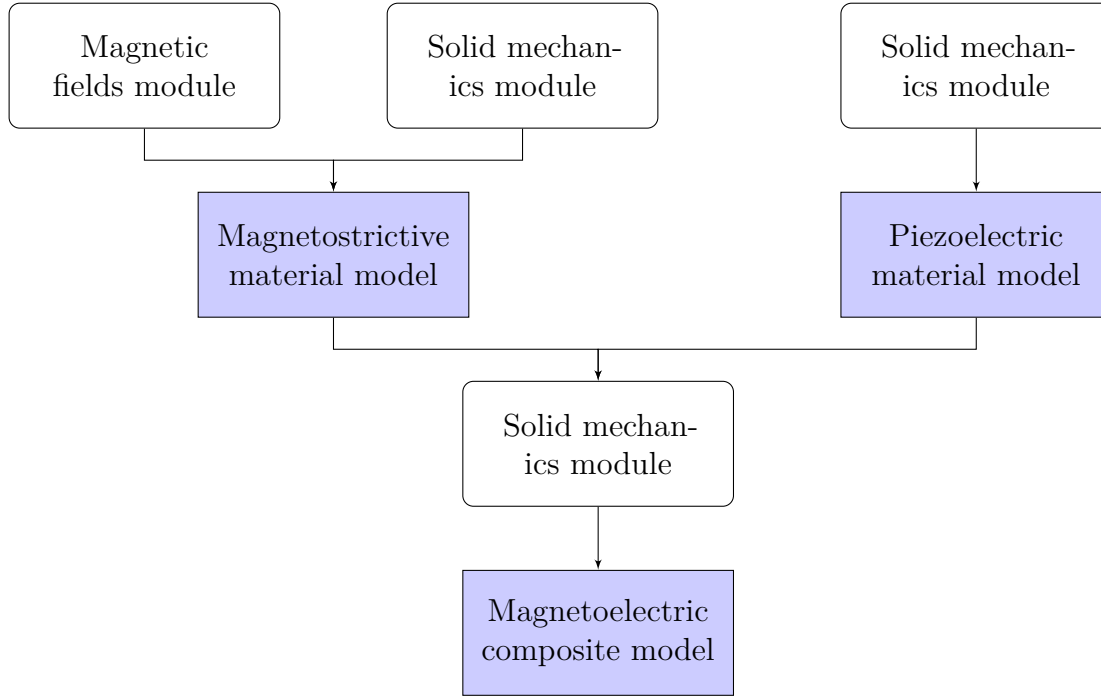 Magnetic
fields module
Solid mechan-
ics module
Solid mechan-
ics module
Magnetostrictive
material model
Piezoelectric
material model
Solid mechan-
ics module
Magnetoelectric
composite model